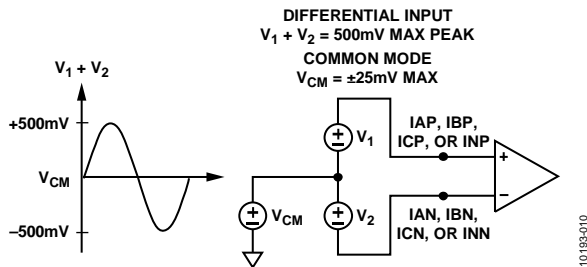 DIFFERENTIAL INPUT
V1 + V2 = 500mV MAX PEAK
COMMON MODE
VCM = ±25mV MAX
V1 + V2
+500mV
VCM
–500mV
V1
IAP, IBP,
ICP, OR INP
+
–
VCM
V2
IAN, IBN,
ICN, OR INN
10193-010